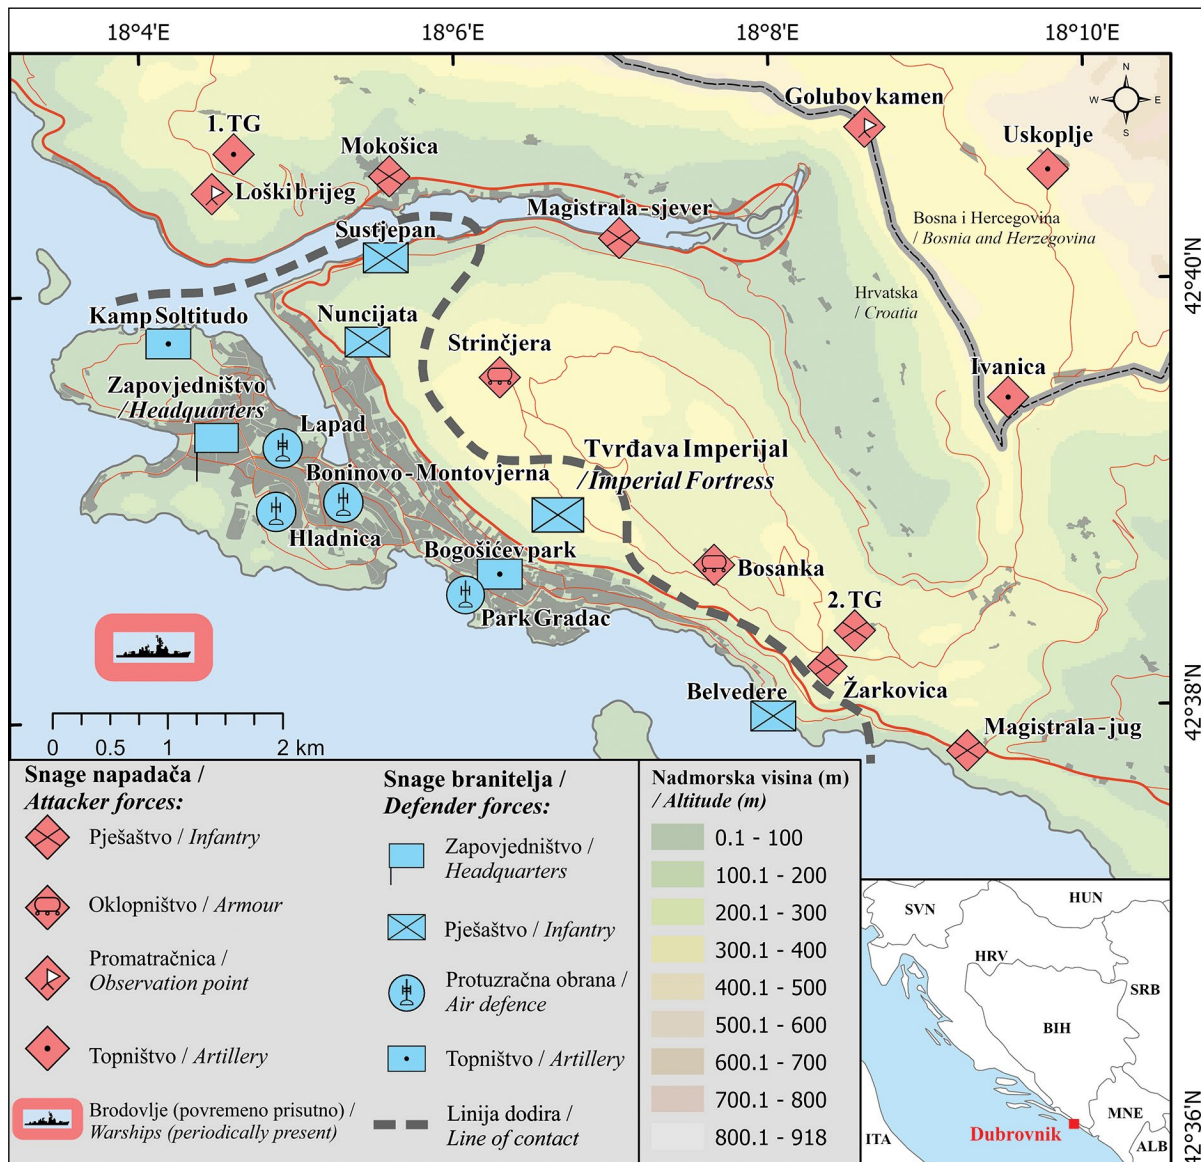 18°4'E
18°6'E
18°8'E
18°10'E
N
W
E
S
Golubov kamen
1. TG
Uskoplje
Mokošica
Loški brijeg
Magistrala - sjever
Bosna i Hercegovina
/ Bosnia and Herzegovina
Sustjepan
42°40'N
Hrvatska
/ Croatia
Kamp Soltitudo
Nuncijata
Strinčjera
Ivanica
Zapovjedništvo
/Headquarters
Lapad
Tvrđava Imperijal
/Imperial Fortress
Boninovo - Montovjerna
Hladnica
Bogošićev park
Bosanka
2. TG
Park Gradac
Belvedere
Žarkovica
42°38'N
Magistrala - jug
0 0.5 1 2 km
Snage napadača /
Attacker forces:
Pješaštvo / Infantry
Oklopništvo / Armour
Promatračnica /
Observation point
Topništvo / Artillery
Brodovlje (povremeno prisutno) /
Warships (periodically present)
Snage branitelja /
Defender forces:
Zapovjedništvo /
Headquarters
Pješaštvo / Infantry
Protuzračna obrana /
Air defence
Topništvo / Artillery
Linija dodira /
Line of contact
Nadmorska visina (m)
/ Altitude (m)
0.1 - 100
100.1 - 200
200.1 - 300
300.1 - 400
400.1 - 500
500.1 - 600
600.1 - 700
700.1 - 800
800.1 - 918
SVN
HUN
HRV
SRB
BIH
MNE
Dubrovnik
ITA
ALB
42°36'N